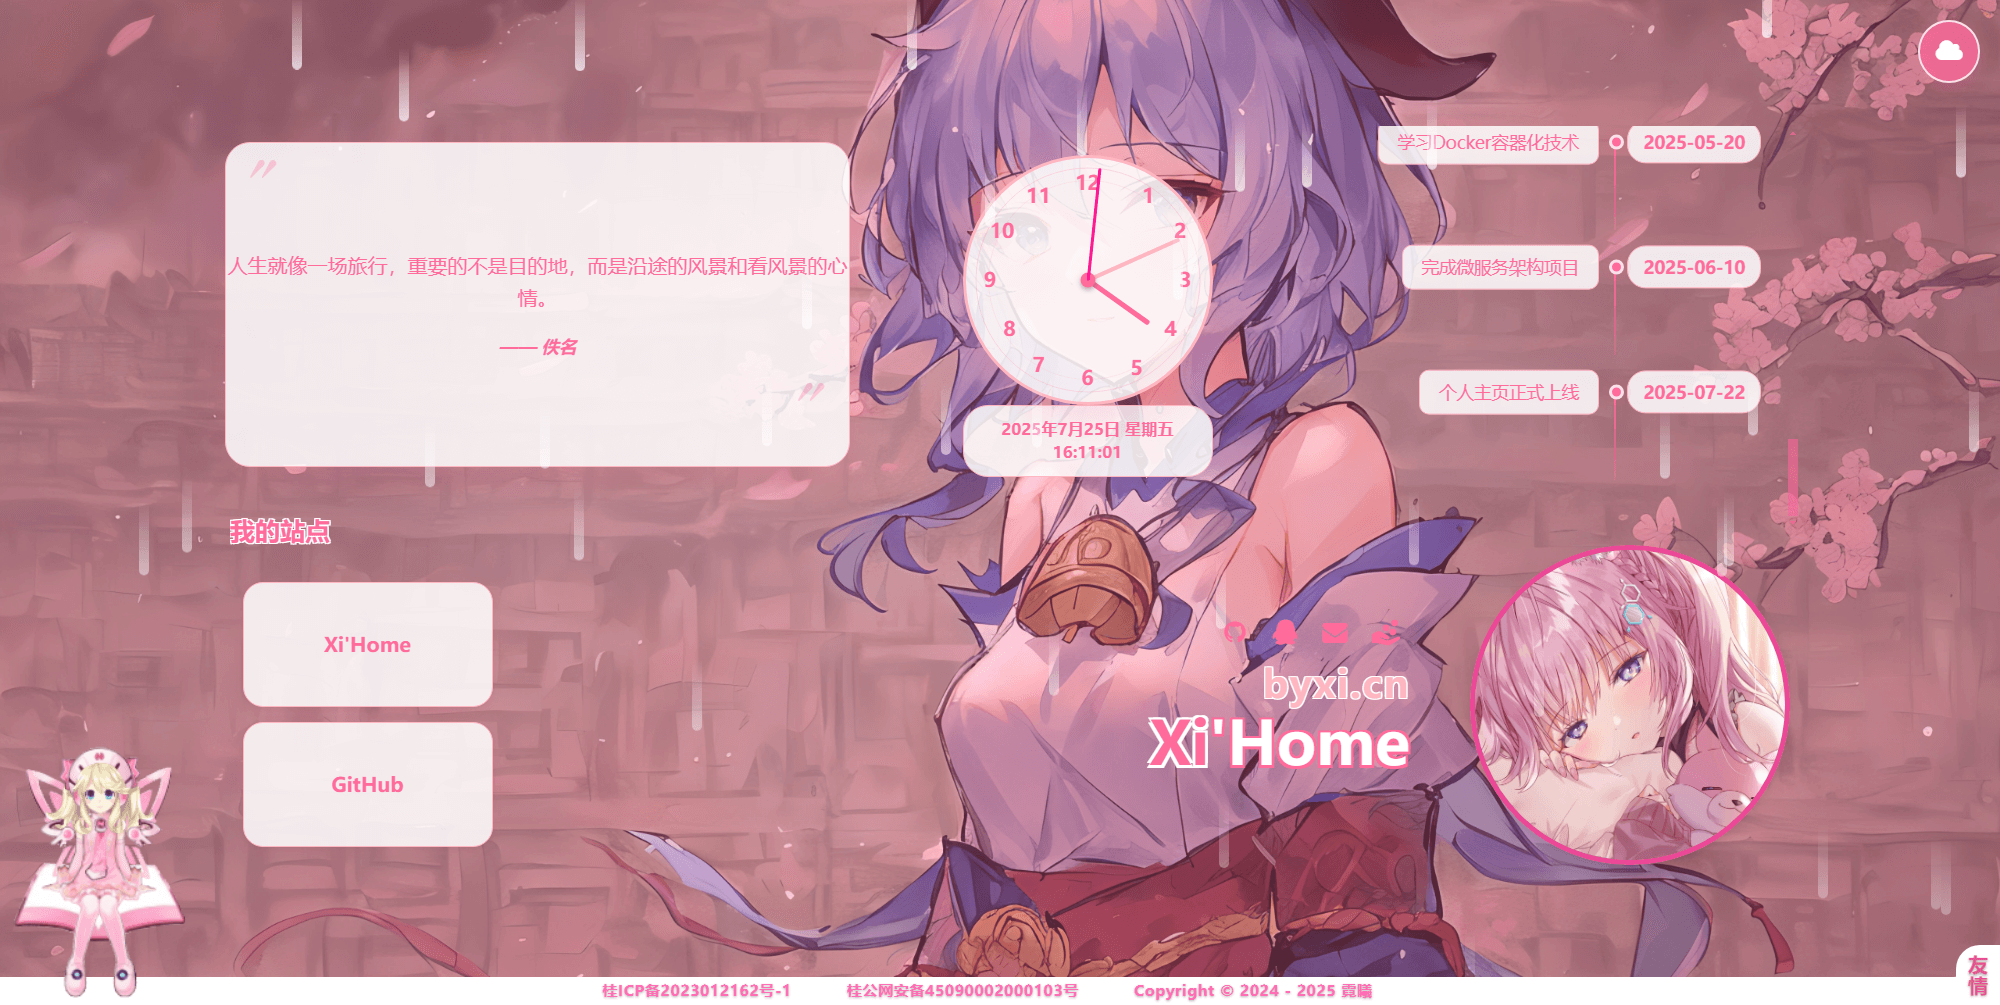 学习Docker容器化技术
2025-05-20
"
人生就像一场旅行，重要的不是目的地，而是沿途的风景和看风景的心
情。
—— 佚名
"
12
1
2
3
4
5
6
7
8
9
10
11
2025年7月25日 星期五
16:11:01
完成微服务架构项目
2025-06-10
个人主页正式上线
2025-07-22
我的站点
Xi'Home
GitHub
byxi.cn
Xi'Home
桂ICP备2023012162号-1
桂公网安备45090002000103号
Copyright © 2024 - 2025 霓曦
友
情